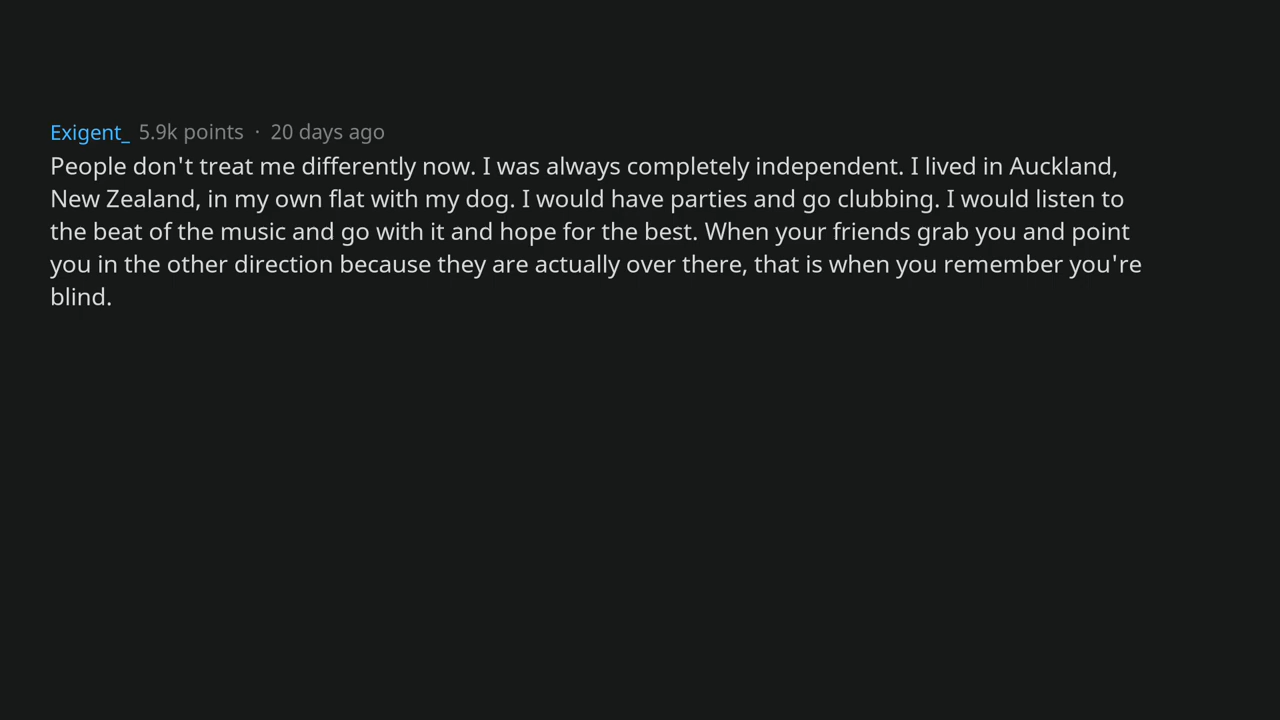 Exigent_ 5.9k points · 20 days ago
People don't treat me differently now. I was always completely independent. I lived in Auckland,
New Zealand, in my own flat with my dog. I would have parties and go clubbing. I would listen to
the beat of the music and go with it and hope for the best. When your friends grab you and point
you in the other direction because they are actually over there, that is when you remember you're
blind.